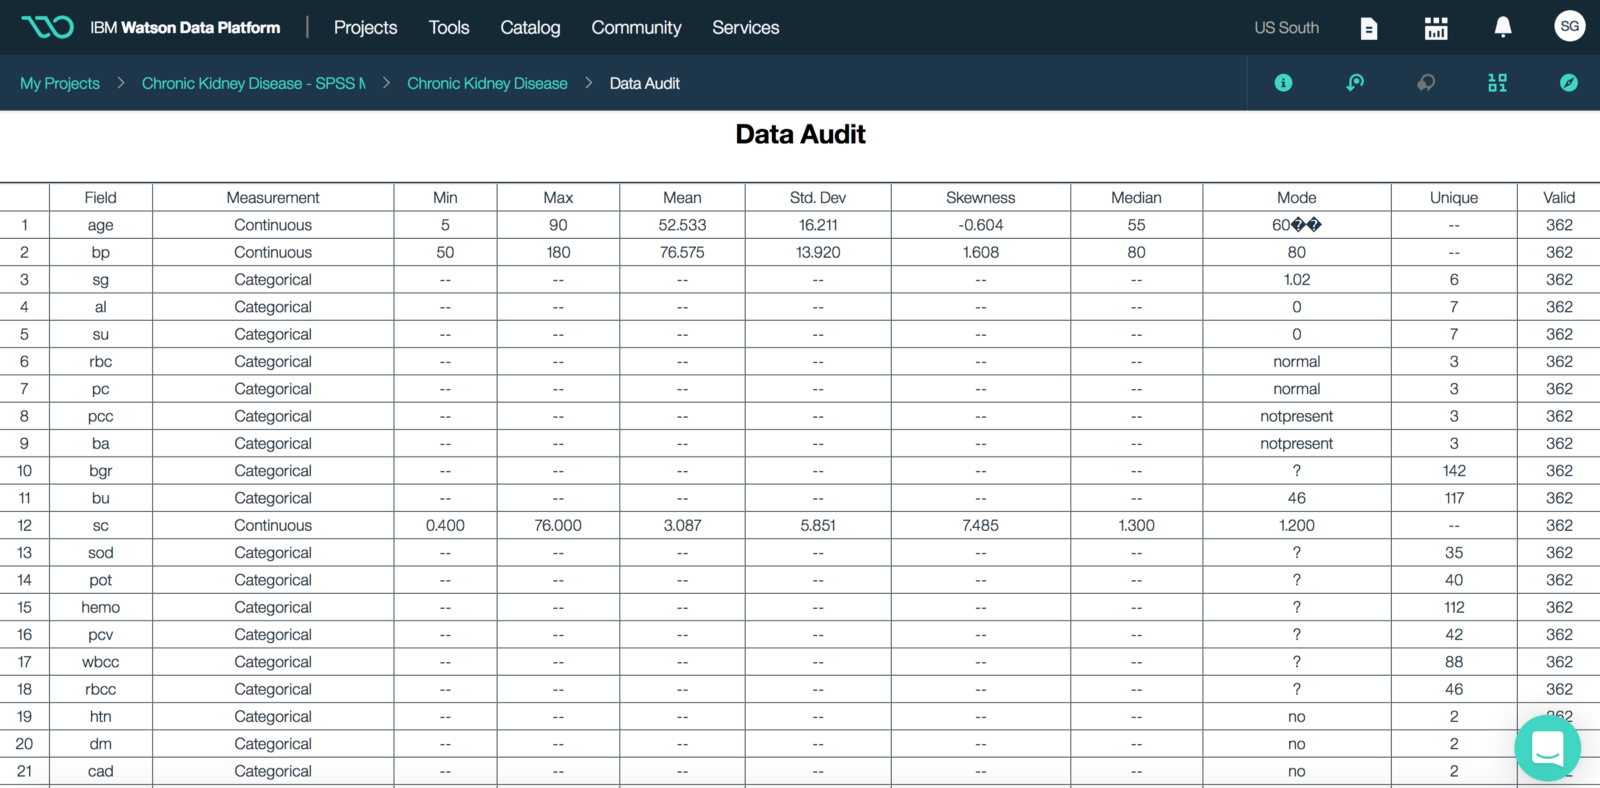 IBM Watson Data Platform | Projects Tools Catalog Community Services US South SG
My Projects > Chronic Kidney Disease - SPSS M > Chronic Kidney Disease > Data Audit
Data Audit
Field Measurement Min Max Mean Std. Dev Skewness Median Mode Unique Valid
1 age Continuous 5 90 52.533 16.211 -0.604 55 60�� -- 362
2 bp Continuous 50 180 76.575 13.920 1.608 80 80 -- 362
3 sg Categorical -- -- -- -- -- -- 1.02 6 362
4 al Categorical -- -- -- -- -- -- 0 7 362
5 su Categorical -- -- -- -- -- -- 0 7 362
6 rbc Categorical -- -- -- -- -- -- normal 3 362
7 pc Categorical -- -- -- -- -- -- normal 3 362
8 pcc Categorical -- -- -- -- -- -- notpresent 3 362
9 ba Categorical -- -- -- -- -- -- notpresent 3 362
10 bgr Categorical -- -- -- -- -- -- ? 142 362
11 bu Categorical -- -- -- -- -- -- 46 117 362
12 sc Continuous 0.400 76.000 3.087 5.851 7.485 1.300 1.200 -- 362
13 sod Categorical -- -- -- -- -- -- ? 35 362
14 pot Categorical -- -- -- -- -- -- ? 40 362
15 hemo Categorical -- -- -- -- -- -- ? 112 362
16 pcv Categorical -- -- -- -- -- -- ? 42 362
17 wbcc Categorical -- -- -- -- -- -- ? 88 362
18 rbcc Categorical -- -- -- -- -- -- ? 46 362
19 htn Categorical -- -- -- -- -- -- no 2 362
20 dm Categorical -- -- -- -- -- -- no 2
21 cad Categorical -- -- -- -- -- -- no 2